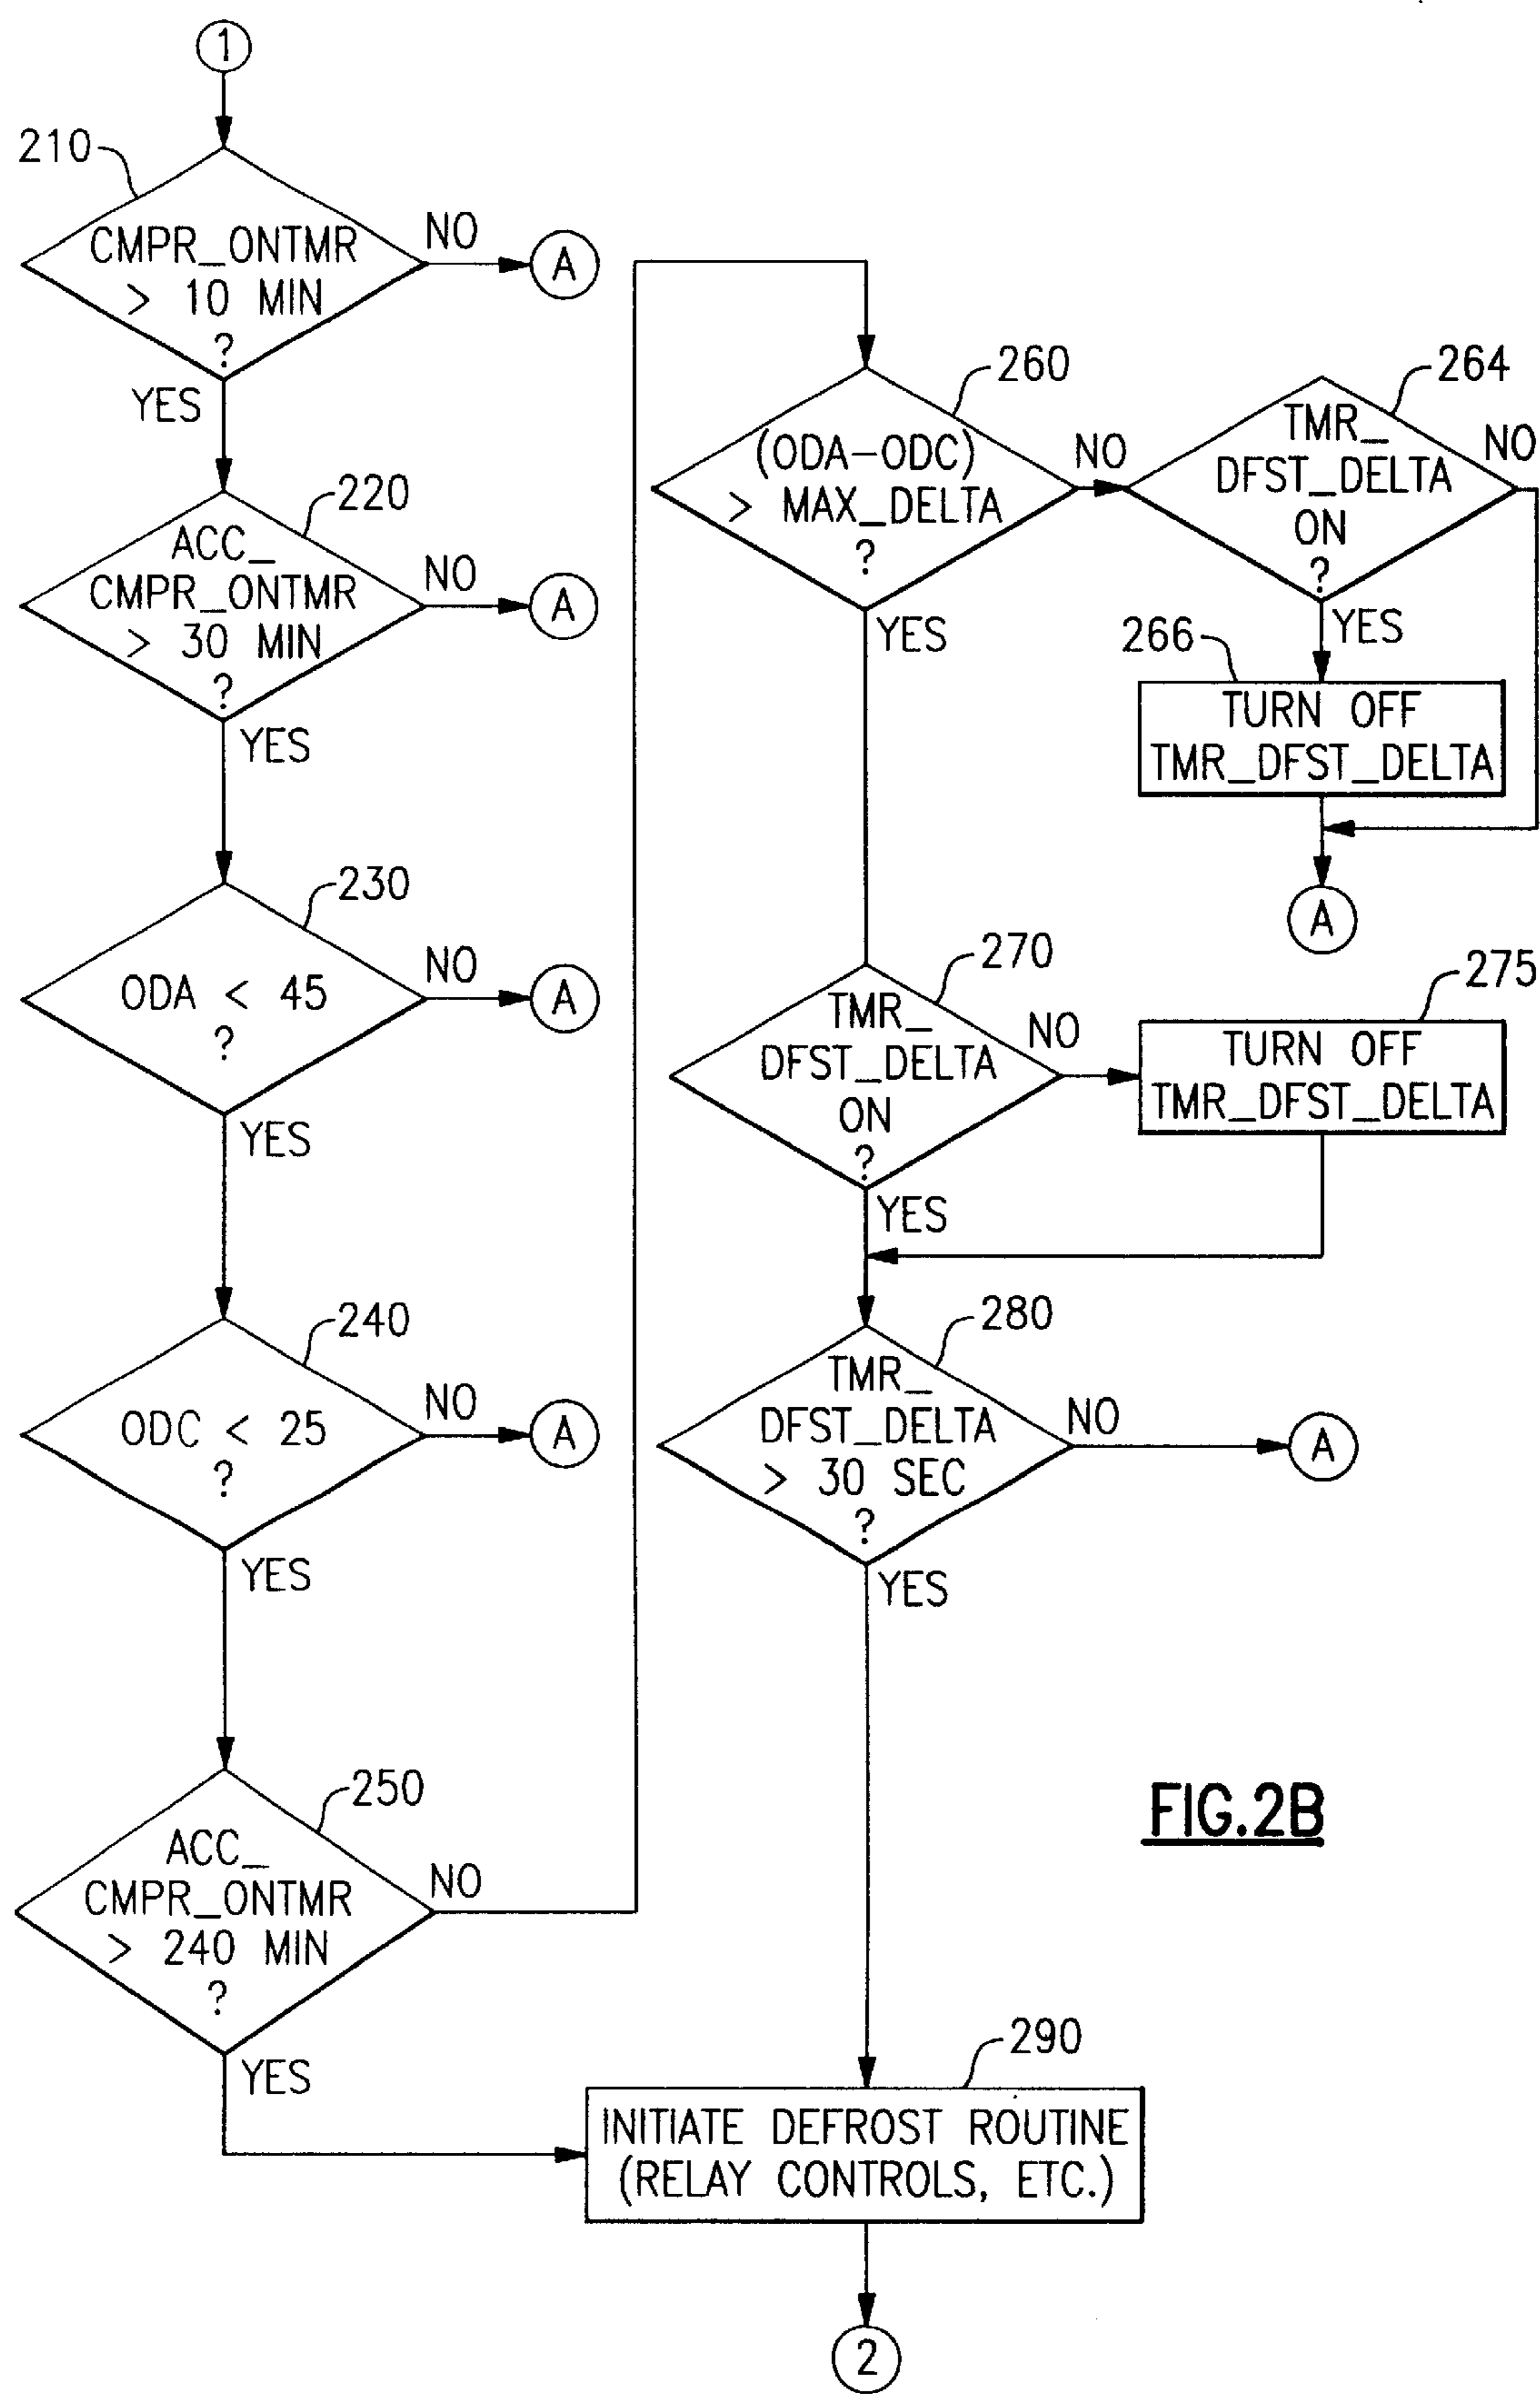 1
210
CMPR_ONTMR
> 10 MIN
?
NO
A
YES
220
ACC_
CMPR_ONTMR
> 30 MIN
?
NO
A
YES
230
ODA < 45
?
NO
A
YES
240
ODC < 25
?
NO
A
YES
250
ACC_
CMPR_ONTMR
> 240 MIN
?
NO
YES
260
(ODA-ODC)
> MAX_DELTA
?
NO
YES
264
TMR_
DFST_DELTA
ON
?
NO
YES
266
TURN OFF
TMR_DFST_DELTA
A
270
TMR_
DFST_DELTA
ON
?
NO
YES
275
TURN OFF
TMR_DFST_DELTA
280
TMR_
DFST_DELTA
> 30 SEC
?
NO
A
YES
290
INITIATE DEFROST ROUTINE
(RELAY CONTROLS, ETC.)
2
FIG.2B